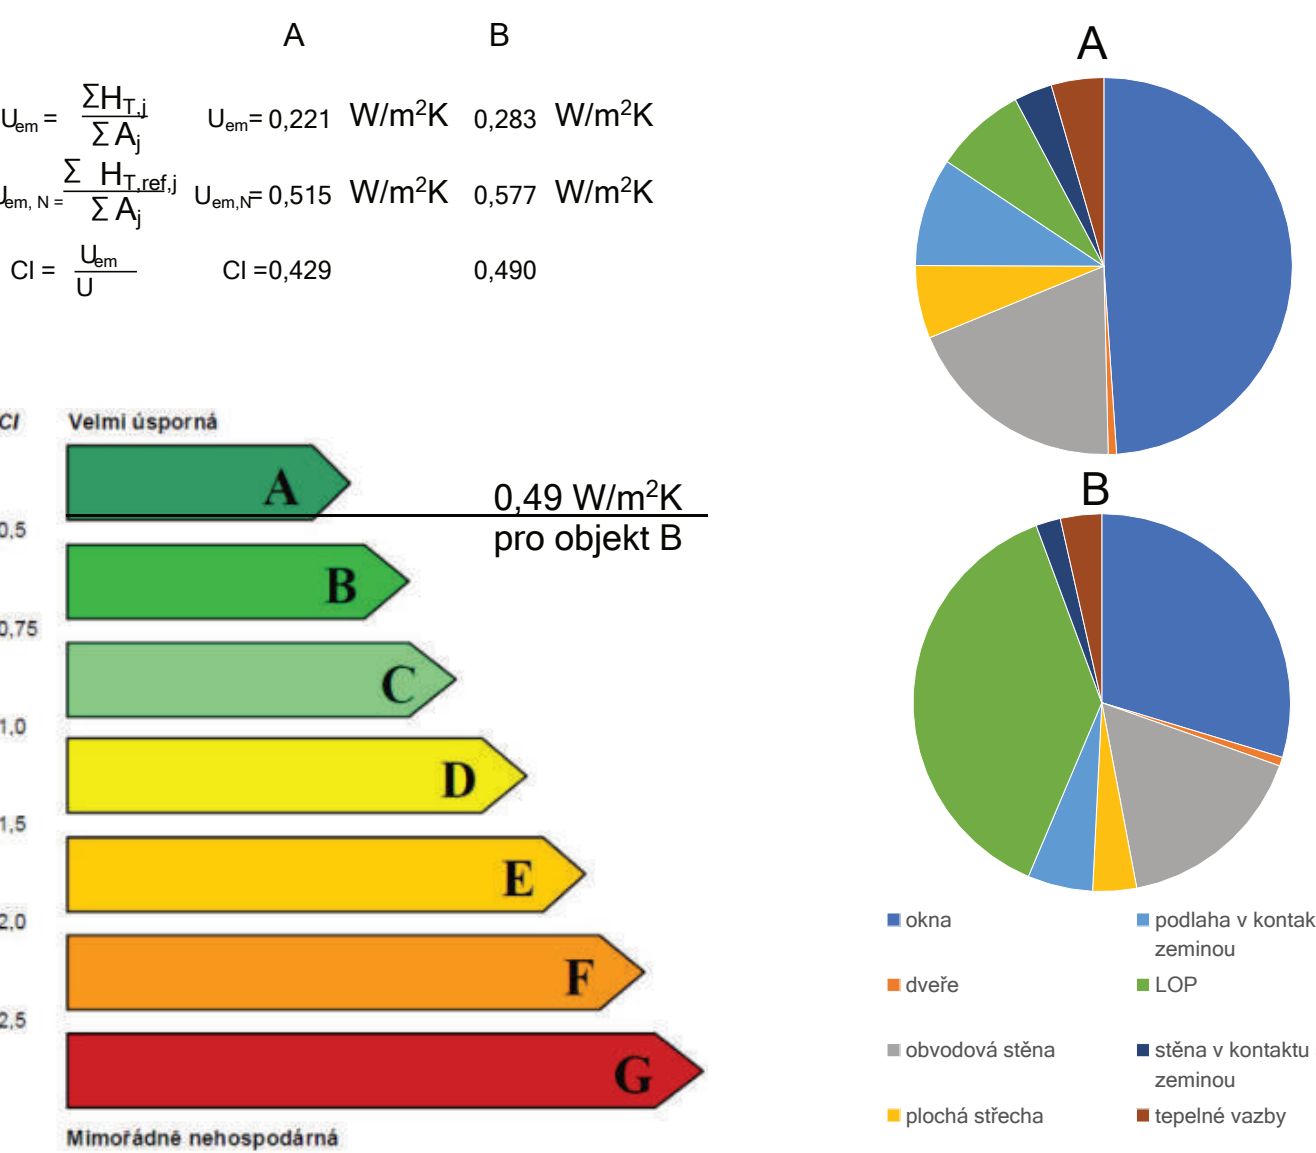 A B
Uem = ΣHT,j / Σ Aj Uem= 0,221 W/m²K 0,283 W/m²K
Uem, N = Σ HT,ref,j / Σ Aj Uem,N= 0,515 W/m²K 0,577 W/m²K
CI = Uem / U CI =0,429 0,490
CI Velmi úsporná
A
0,5
B
0,75
C
1,0
D
1,5
E
2,0
F
2,5
G
Mimořádně nehospodárná
0,49 W/m²K
pro objekt B
A
B
okna
dveře
obvodová stěna
plochá střecha
podlaha v kontak
zeminou
LOP
stěna v kontaktu
zeminou
tepelné vazby